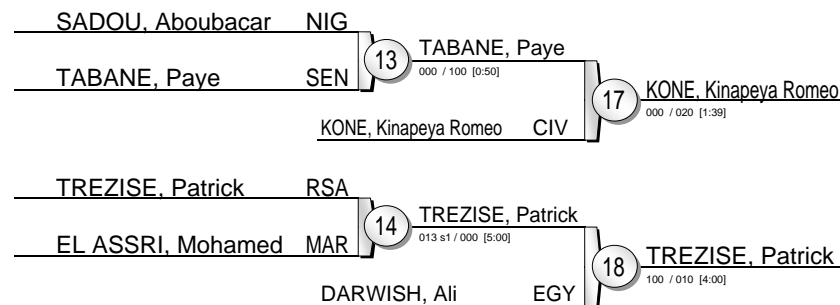 SADOU, Aboubacar NIG
13
TABANE, Paye
000 / 100 [0:50]
TABANE, Paye SEN
17
KONE, Kinapeya Romeo
000 / 020 [1:39]
KONE, Kinapeya Romeo CIV
TREZISE, Patrick RSA
14
TREZISE, Patrick
013 s1 / 000 [5:00]
EL ASSRI, Mohamed MAR
18
TREZISE, Patrick
100 / 010 [4:00]
DARWISH, Ali EGY